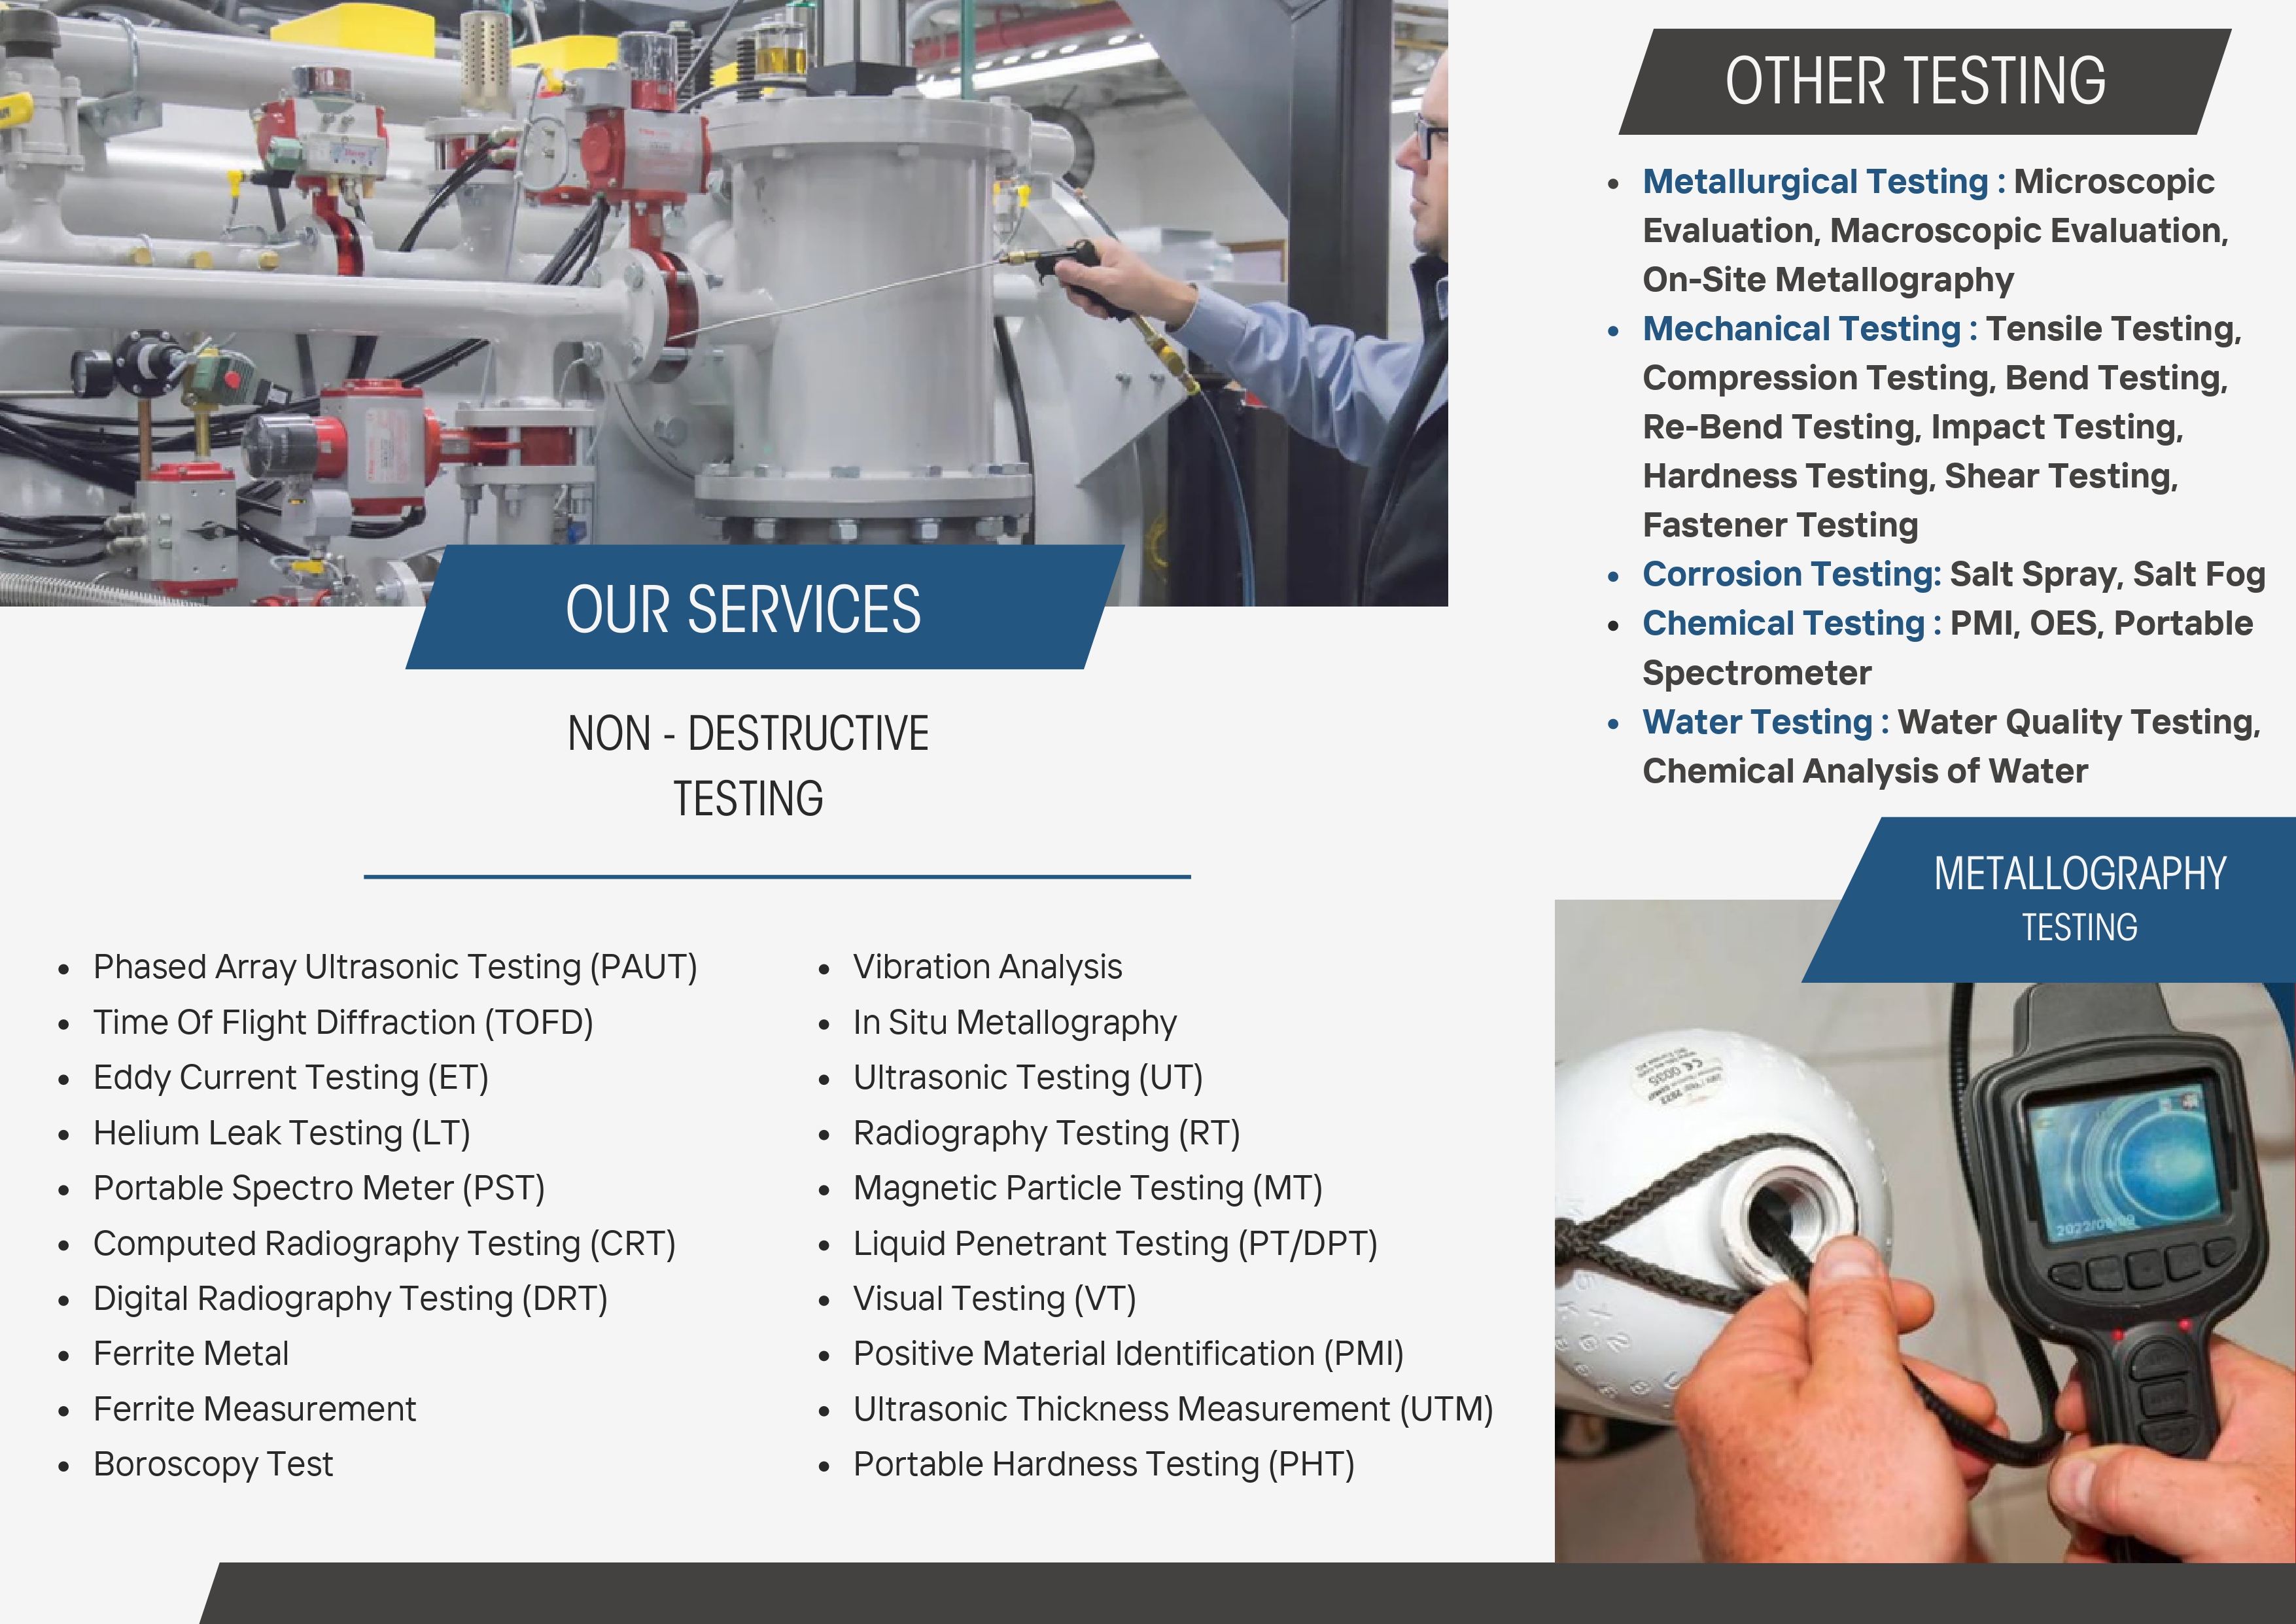 OUR SERVICES
NON - DESTRUCTIVE
TESTING
Phased Array Ultrasonic Testing (PAUT)
Time Of Flight Diffraction (TOFD)
Eddy Current Testing (ET)
Helium Leak Testing (LT)
Portable Spectro Meter (PST)
Computed Radiography Testing (CRT)
Digital Radiography Testing (DRT)
Ferrite Metal
Ferrite Measurement
Boroscopy Test
Vibration Analysis
In Situ Metallography
Ultrasonic Testing (UT)
Radiography Testing (RT)
Magnetic Particle Testing (MT)
Liquid Penetrant Testing (PT/DPT)
Visual Testing (VT)
Positive Material Identification (PMI)
Ultrasonic Thickness Measurement (UTM)
Portable Hardness Testing (PHT)
OTHER TESTING
Metallurgical Testing : Microscopic
Evaluation, Macroscopic Evaluation,
On-Site Metallography
Mechanical Testing : Tensile Testing,
Compression Testing, Bend Testing,
Re-Bend Testing, Impact Testing,
Hardness Testing, Shear Testing,
Fastener Testing
Corrosion Testing: Salt Spray, Salt Fog
Chemical Testing : PMI, OES, Portable
Spectrometer
Water Testing : Water Quality Testing,
Chemical Analysis of Water
METALLOGRAPHY
TESTING
CE 0035